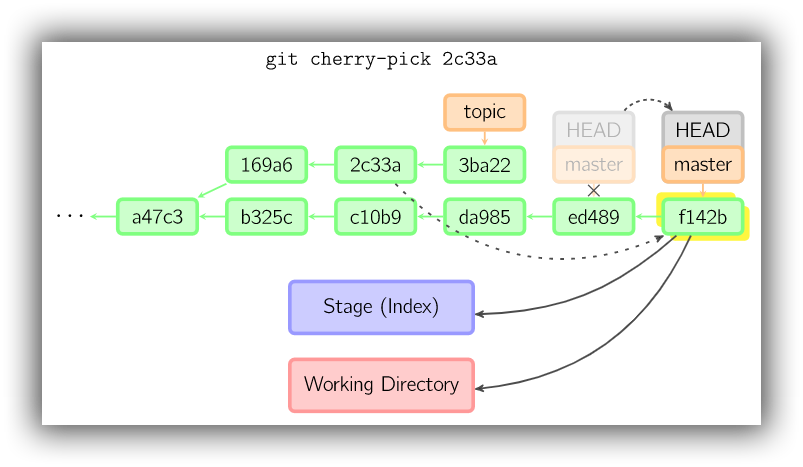 git cherry-pick 2c33a
topic
HEAD
HEAD
master
master
169a6
2c33a
3ba22
···
a47c3
b325c
c10b9
da985
ed489
f142b
Stage (Index)
Working Directory